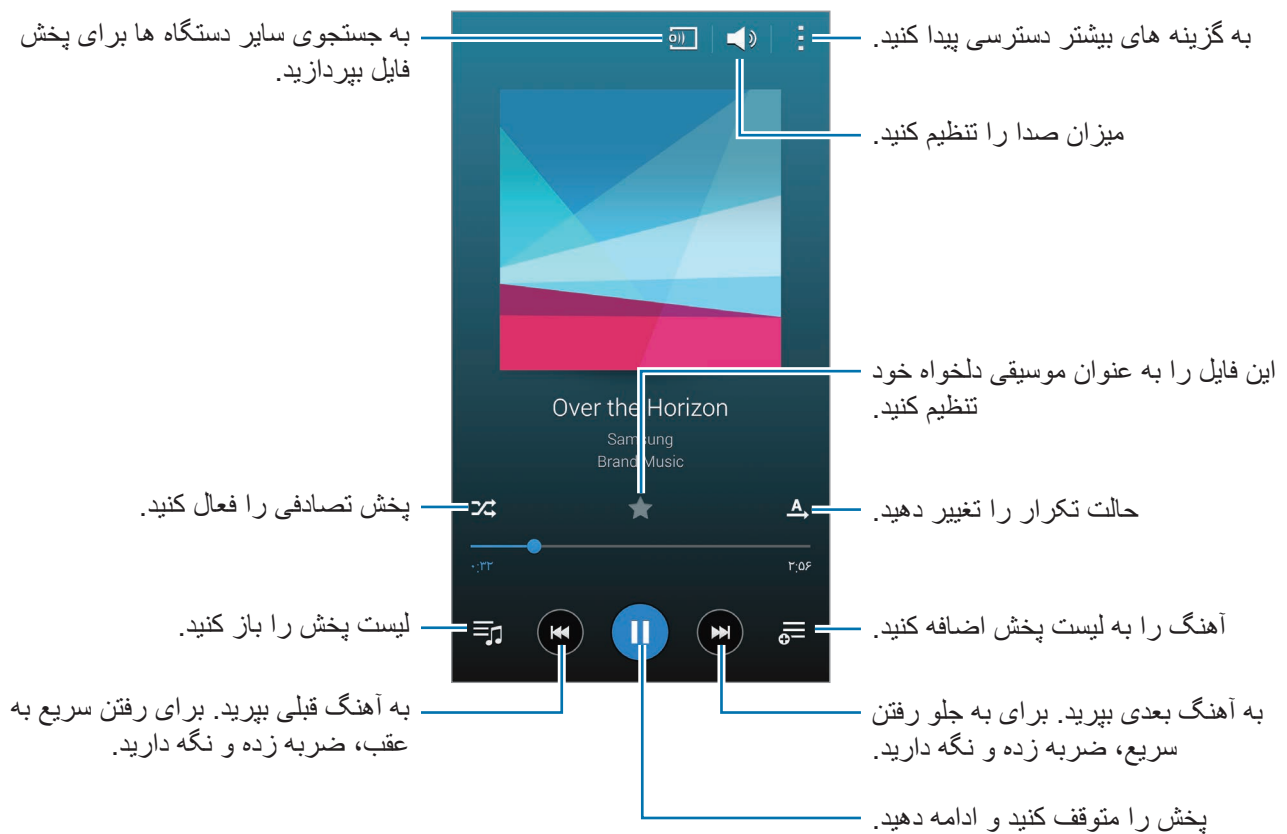 به گزینه های بیشتر دسترسی پیدا کنید.
به جستجوی سایر دستگاه ها برای پخش
فایل بپردازید.
میزان صدا را تنظیم کنید.
این فایل را به عنوان موسیقی دلخواه خود
تنظیم کنید.
Over the Horizon
Samsung
Brand Music
حالت تکرار را تغییر دهید.
A
پخش تصادفی را فعال کنید.
۰:۳۳
۲:۵۶
آهنگ را به لیست پخش اضافه کنید.
لیست پخش را باز کنید.
به آهنگ بعدی بپرید. برای به جلو رفتن
سریع، ضربه زده و نگه دارید.
به آهنگ قبلی بپرید. برای رفتن سریع به
عقب، ضربه زده و نگه دارید.
پخش را متوقف کنید و ادامه دهید.